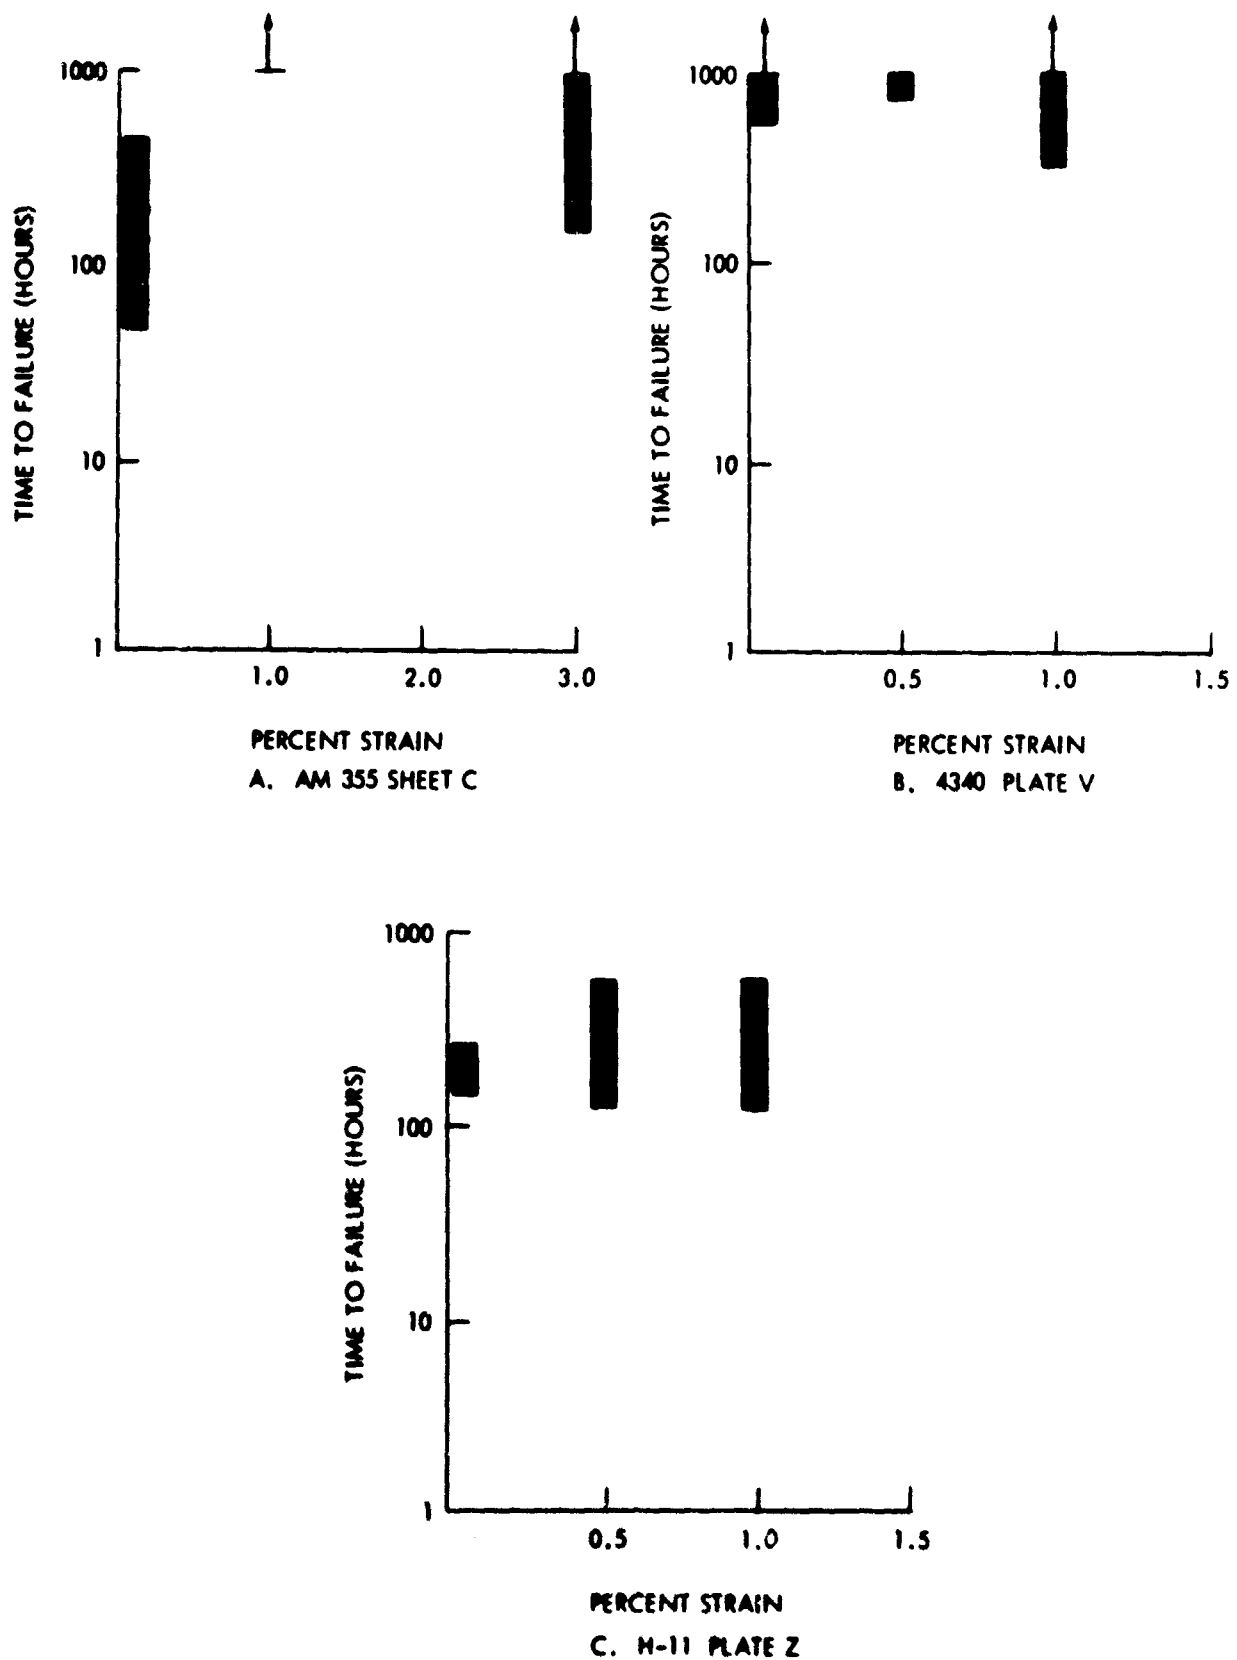 1000
100
10
1
TIME TO FAILURE (HOURS)
1.0 2.0 3.0
PERCENT STRAIN
A. AM 355 SHEET C
1000
100
10
1
TIME TO FAILURE (HOURS)
0.5 1.0 1.5
PERCENT STRAIN
B. 4340 PLATE V
1000
100
10
1
TIME TO FAILURE (HOURS)
0.5 1.0 1.5
PERCENT STRAIN
C. H-11 PLATE Z